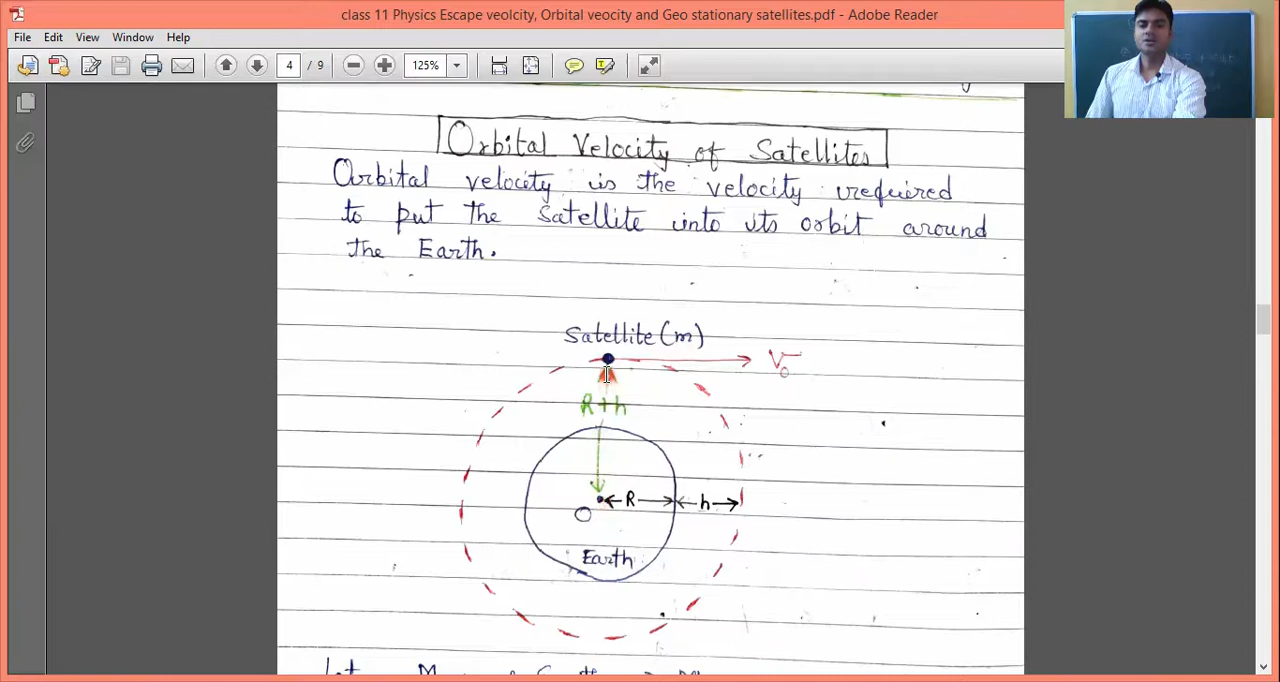 class 11 Physics Escape veolcity, Orbital veocity and Geo stationary satellites.pdf - Adobe Reader
File Edit View Window Help
4 / 9 125%
Orbital Velocity of Satellites
Orbital velocity is the velocity required
to put the Satellite into its orbit around
the Earth.
Satellite (m)
V0
R+h
R h
O
Earth